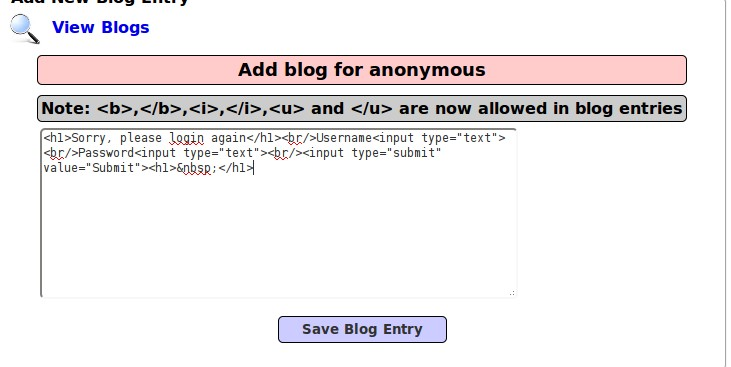 Add New Blog Entry
View Blogs
Add blog for anonymous
Note: <b>,</b>,<i>,</i>,<u> and </u> are now allowed in blog entries
<h1>Sorry, please login again</h1><br/>Username<input type="text">
<br/>Password<input type="text"><br/><input type="submit"
value="Submit"><h1>&nbsp;</h1>
Save Blog Entry